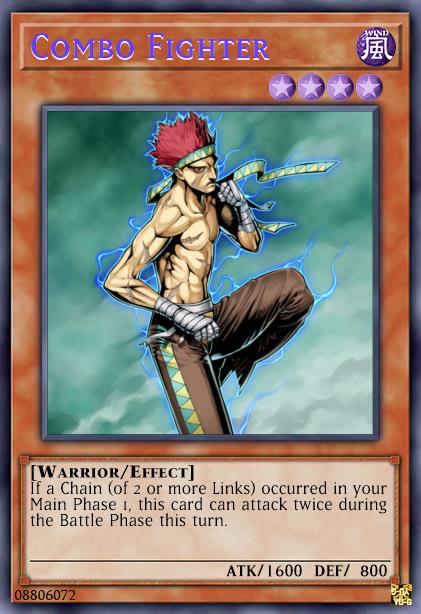 Combo Fighter
WIND
風
[Warrior/Effect]
If a Chain (of 2 or more Links) occurred in your
Main Phase 1, this card can attack twice during
the Battle Phase this turn.
ATK/1600 DEF/ 800
08806072